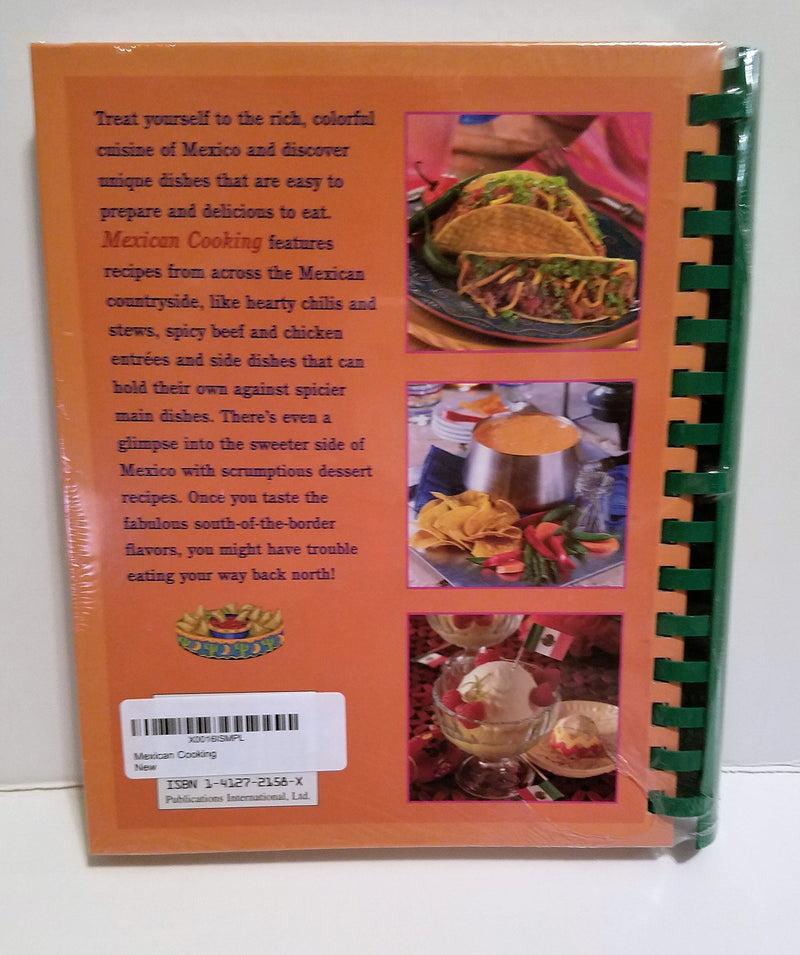 Treat yourself to the rich, colorful
cuisine of Mexico and discover
unique dishes that are easy to
prepare and delicious to eat.
Mexican Cooking features
recipes from across the Mexican
countryside, like hearty chilis and
stews, spicy beef and chicken
entrées and side dishes that can
hold their own against spicier
main dishes. There's even a
glimpse into the sweeter side of
Mexico with scrumptious dessert
recipes. Once you taste the
fabulous south-of-the-border
flavors, you might have trouble
eating your way back north!
X0016ISMPL
Mexican Cooking
New
ISBN 1-4127-2158-X
Publications International, Ltd.